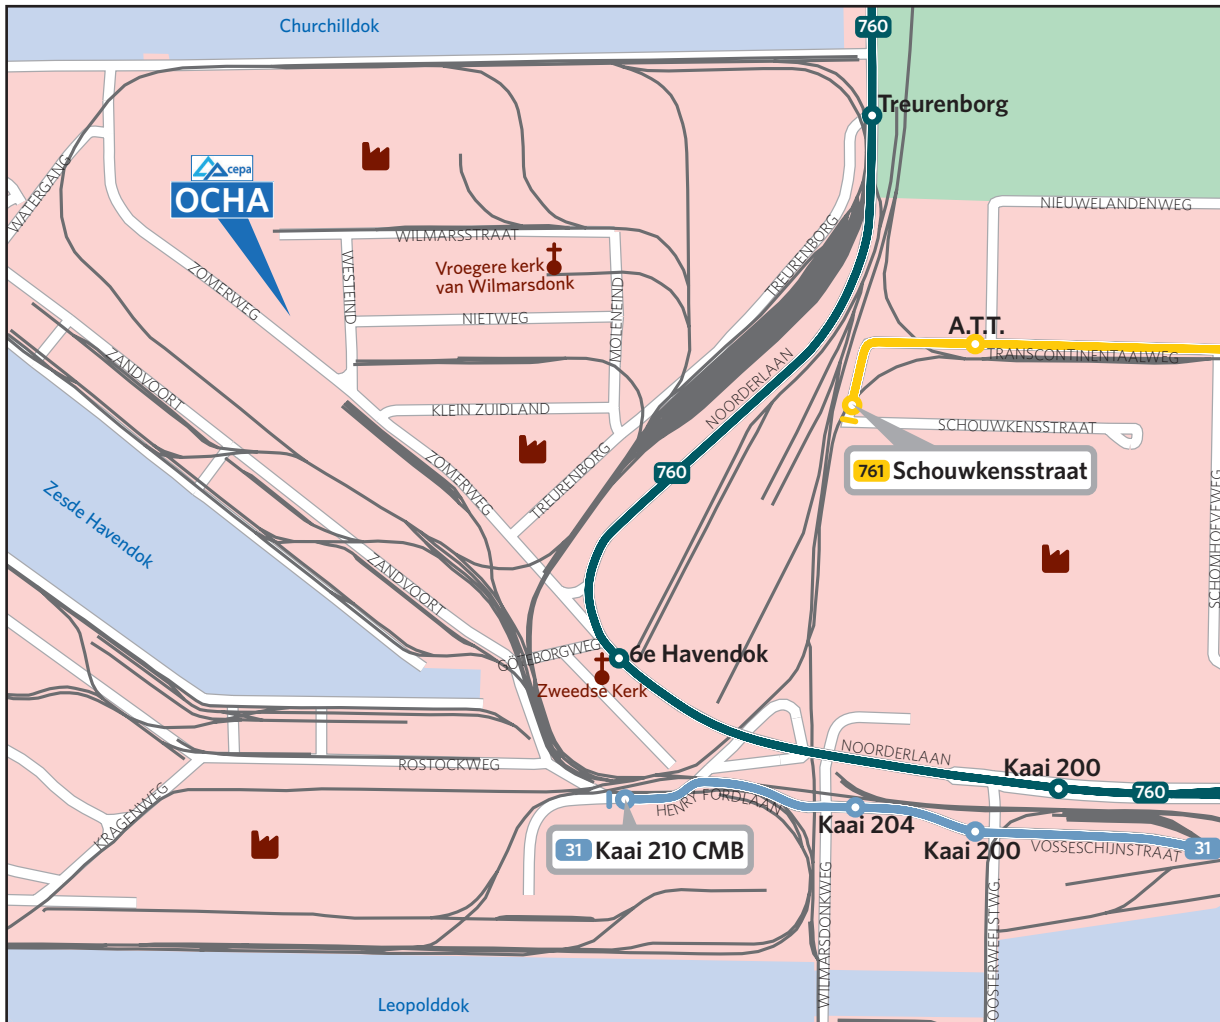 Churchilldok
760
Treurenborg
cepa
OCHA
WATERGANG
NIEUWELANDENWEG
WILMARSSTRAAT
TREURENBORG
ZOMERWEG
WESTEIND
Vroegere kerk
van Wilmarsdonk
MOLENEIND
NIETWEG
A.T.T.
TRANSCONTINENTAALWEG
ZANDVOORT
NOORDERLAAN
KLEIN ZUIDLAND
SCHOUWKENSSTRAAT
ZOMERWEG
TREURENBORG
760
761 Schouwkensstraat
Zesde Havendok
SCHOMHOEVEWEG
ZANDVOORT
GÖTEBORGWEG
6e Havendok
Zweedse Kerk
NOORDERLAAN
ROSTOCKWEG
Kaai 200
760
KRAGENWEG
HENRY FORDLAAN
Kaai 204
31 Kaai 210 CMB
Kaai 200
VOSSESCHIJNSTRAAT
31
WILMARSDONKWEG
OOSTERWEELSTWG.
Leopolddok